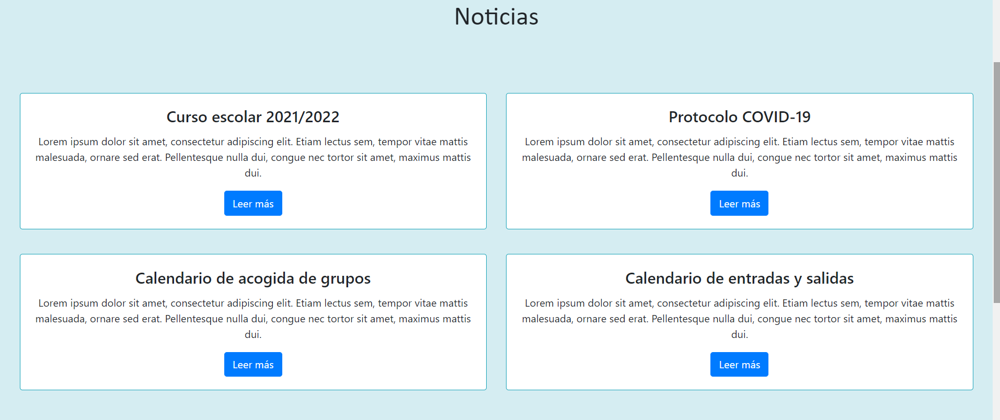 Noticias
Curso escolar 2021/2022
Lorem ipsum dolor sit amet, consectetur adipiscing elit. Etiam lectus sem, tempor vitae mattis
malesuada, ornare sed erat. Pellentesque nulla dui, congue nec tortor sit amet, maximus mattis
dui.
Leer más
Protocolo COVID-19
Lorem ipsum dolor sit amet, consectetur adipiscing elit. Etiam lectus sem, tempor vitae mattis
malesuada, ornare sed erat. Pellentesque nulla dui, congue nec tortor sit amet, maximus mattis
dui.
Leer más
Calendario de acogida de grupos
Lorem ipsum dolor sit amet, consectetur adipiscing elit. Etiam lectus sem, tempor vitae mattis
malesuada, ornare sed erat. Pellentesque nulla dui, congue nec tortor sit amet, maximus mattis
dui.
Leer más
Calendario de entradas y salidas
Lorem ipsum dolor sit amet, consectetur adipiscing elit. Etiam lectus sem, tempor vitae mattis
malesuada, ornare sed erat. Pellentesque nulla dui, congue nec tortor sit amet, maximus mattis
dui.
Leer más